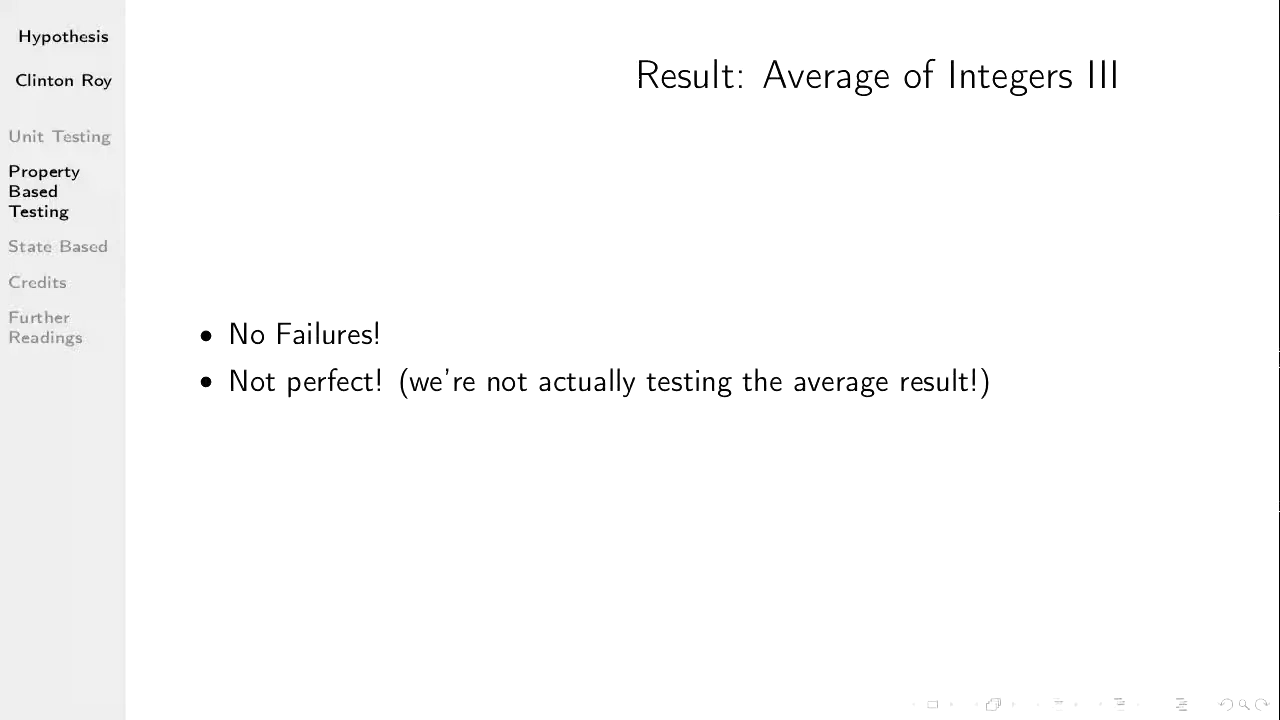 Hypothesis
Clinton Roy
Unit Testing
Property
Based
Testing
State Based
Credits
Further
Readings
Result: Average of Integers III
• No Failures!
• Not perfect! (we're not actually testing the average result!)